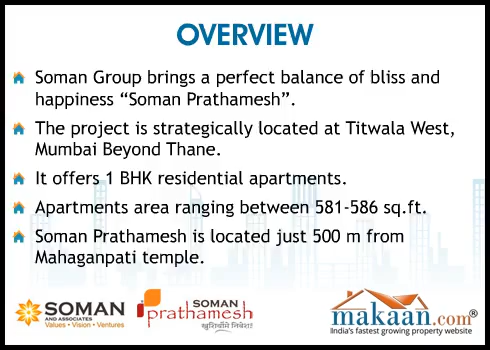 OVERVIEW
Soman Group brings a perfect balance of bliss and
happiness “Soman Prathamesh”.
The project is strategically located at Titwala West,
Mumbai Beyond Thane.
It offers 1 BHK residential apartments.
Apartments area ranging between 581-586 sq.ft.
Soman Prathamesh is located just 500 m from
Mahaganpati temple.
SOMAN
AND ASSOCIATES
Values • Vision • Ventures
SOMAN
prathamesh
makaan.com®
India's fastest growing property website